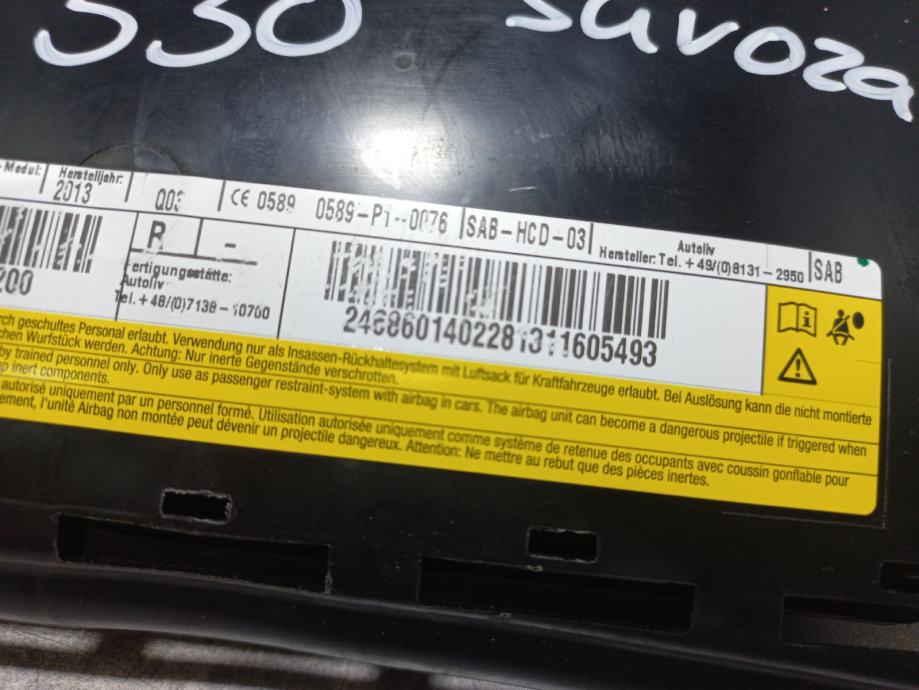 530 suvoza
-Modul: Herstelljahr: 2013 Q03 CE 0589 0589-P1--0076 SAB-HCD-03 Hersteller: Autoliv Tel. +49/(0)8131-2950 SAB
R -
200
Fertigungsstätte:
Autoliv
Tel.+48/(0)7138-10700
246860140228131 1605493
rch geschultes Personal erlaubt. Verwendung nur als Insassen-Rückhaltesystem mit Luftsack für Kraftfahrzeuge erlaubt. Bei Auslösung kann die nicht montierte
chen Wurfstück werden. Achtung: Nur inerte Gegenstände verschrotten.
by trained personnel only. Only use as passenger restraint-system with airbag in cars. The airbag unit can become a dangerous projectile if triggered when
p inert components.
autorisé uniquement par un personnel formé. Utilisation autorisée uniquement comme système de retenue des occupants avec coussin gonflable pour
ement, l'unité Airbag non montée peut devenir un projectile dangereux. Attention: Ne mettre au rebut que des pièces inertes.